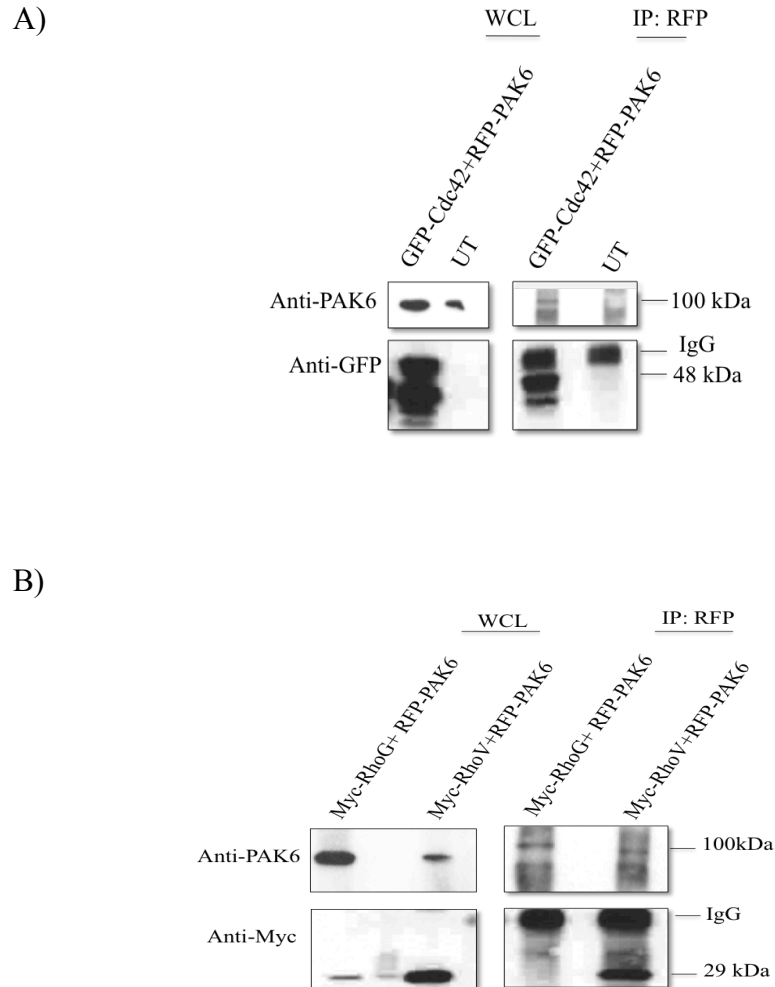 A)
WCL IP: RFP
GFP-Cdc42+RFP-PAK6 UT GFP-Cdc42+RFP-PAK6 UT
Anti-PAK6 100 kDa
IgG
Anti-GFP 48 kDa
B)
WCL IP: RFP
Myc-RhoG+ RFP-PAK6 Myc-RhoV+RFP-PAK6 Myc-RhoG+ RFP-PAK6 Myc-RhoV+RFP-PAK6
Anti-PAK6 100kDa
IgG
Anti-Myc
29 kDa